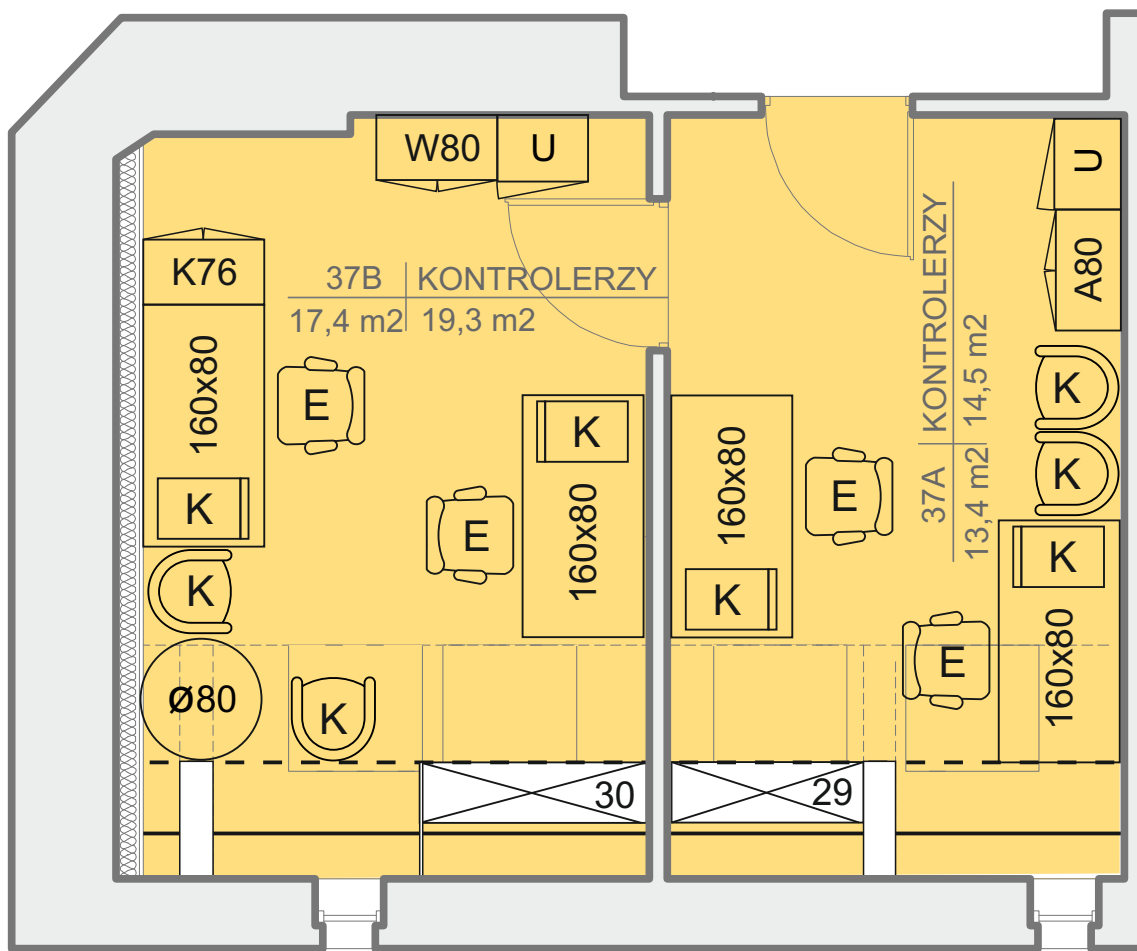 W80
U
K76
37B
KONTROLERZY
17,4 m2
19,3 m2
160x80
E
K
K
E
160x80
K
ø80
K
30
U
A80
KONTROLERZY
14,5 m2
37A
13,4 m2
K
K
160x80
E
K
K
E
160x80
29